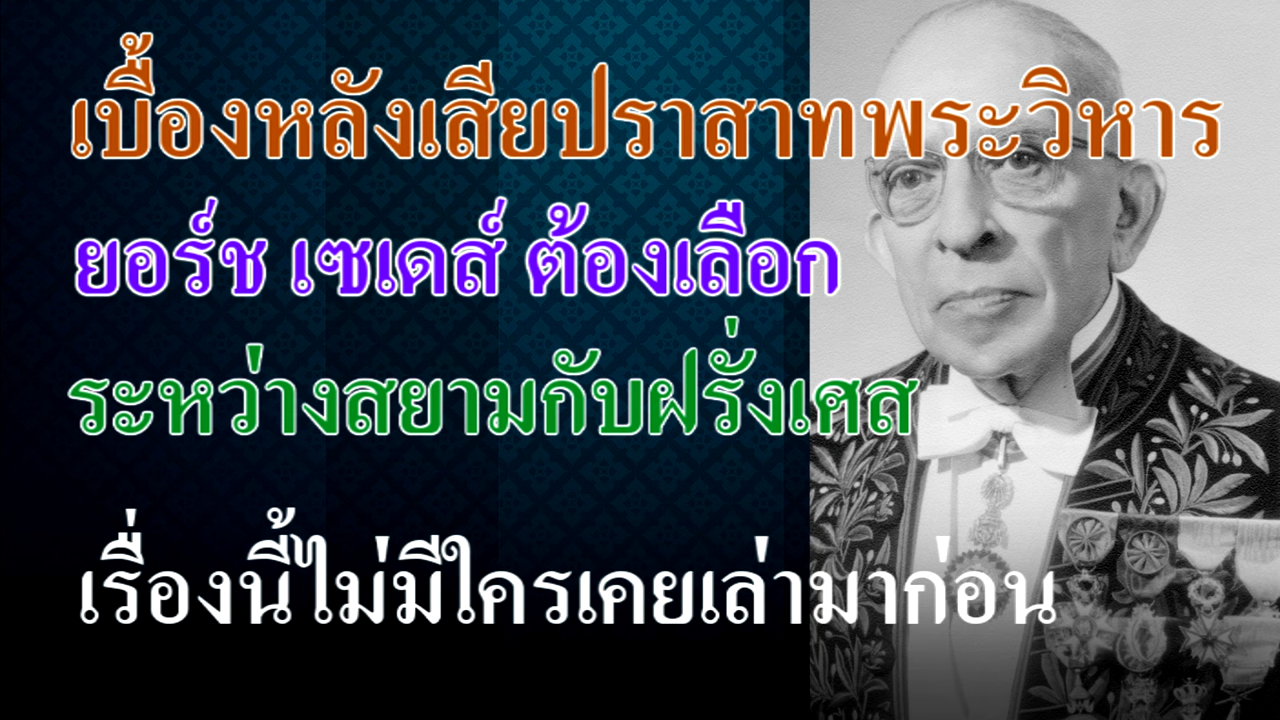 เบื้องหลังเสียปราสาทพระวิหาร
ยอร์ช เซเดส์ ต้องเลือก
ระหว่างสยามกับฝรั่งเศส
เรื่องนี้ไม่มีใครเคยเล่ามาก่อน